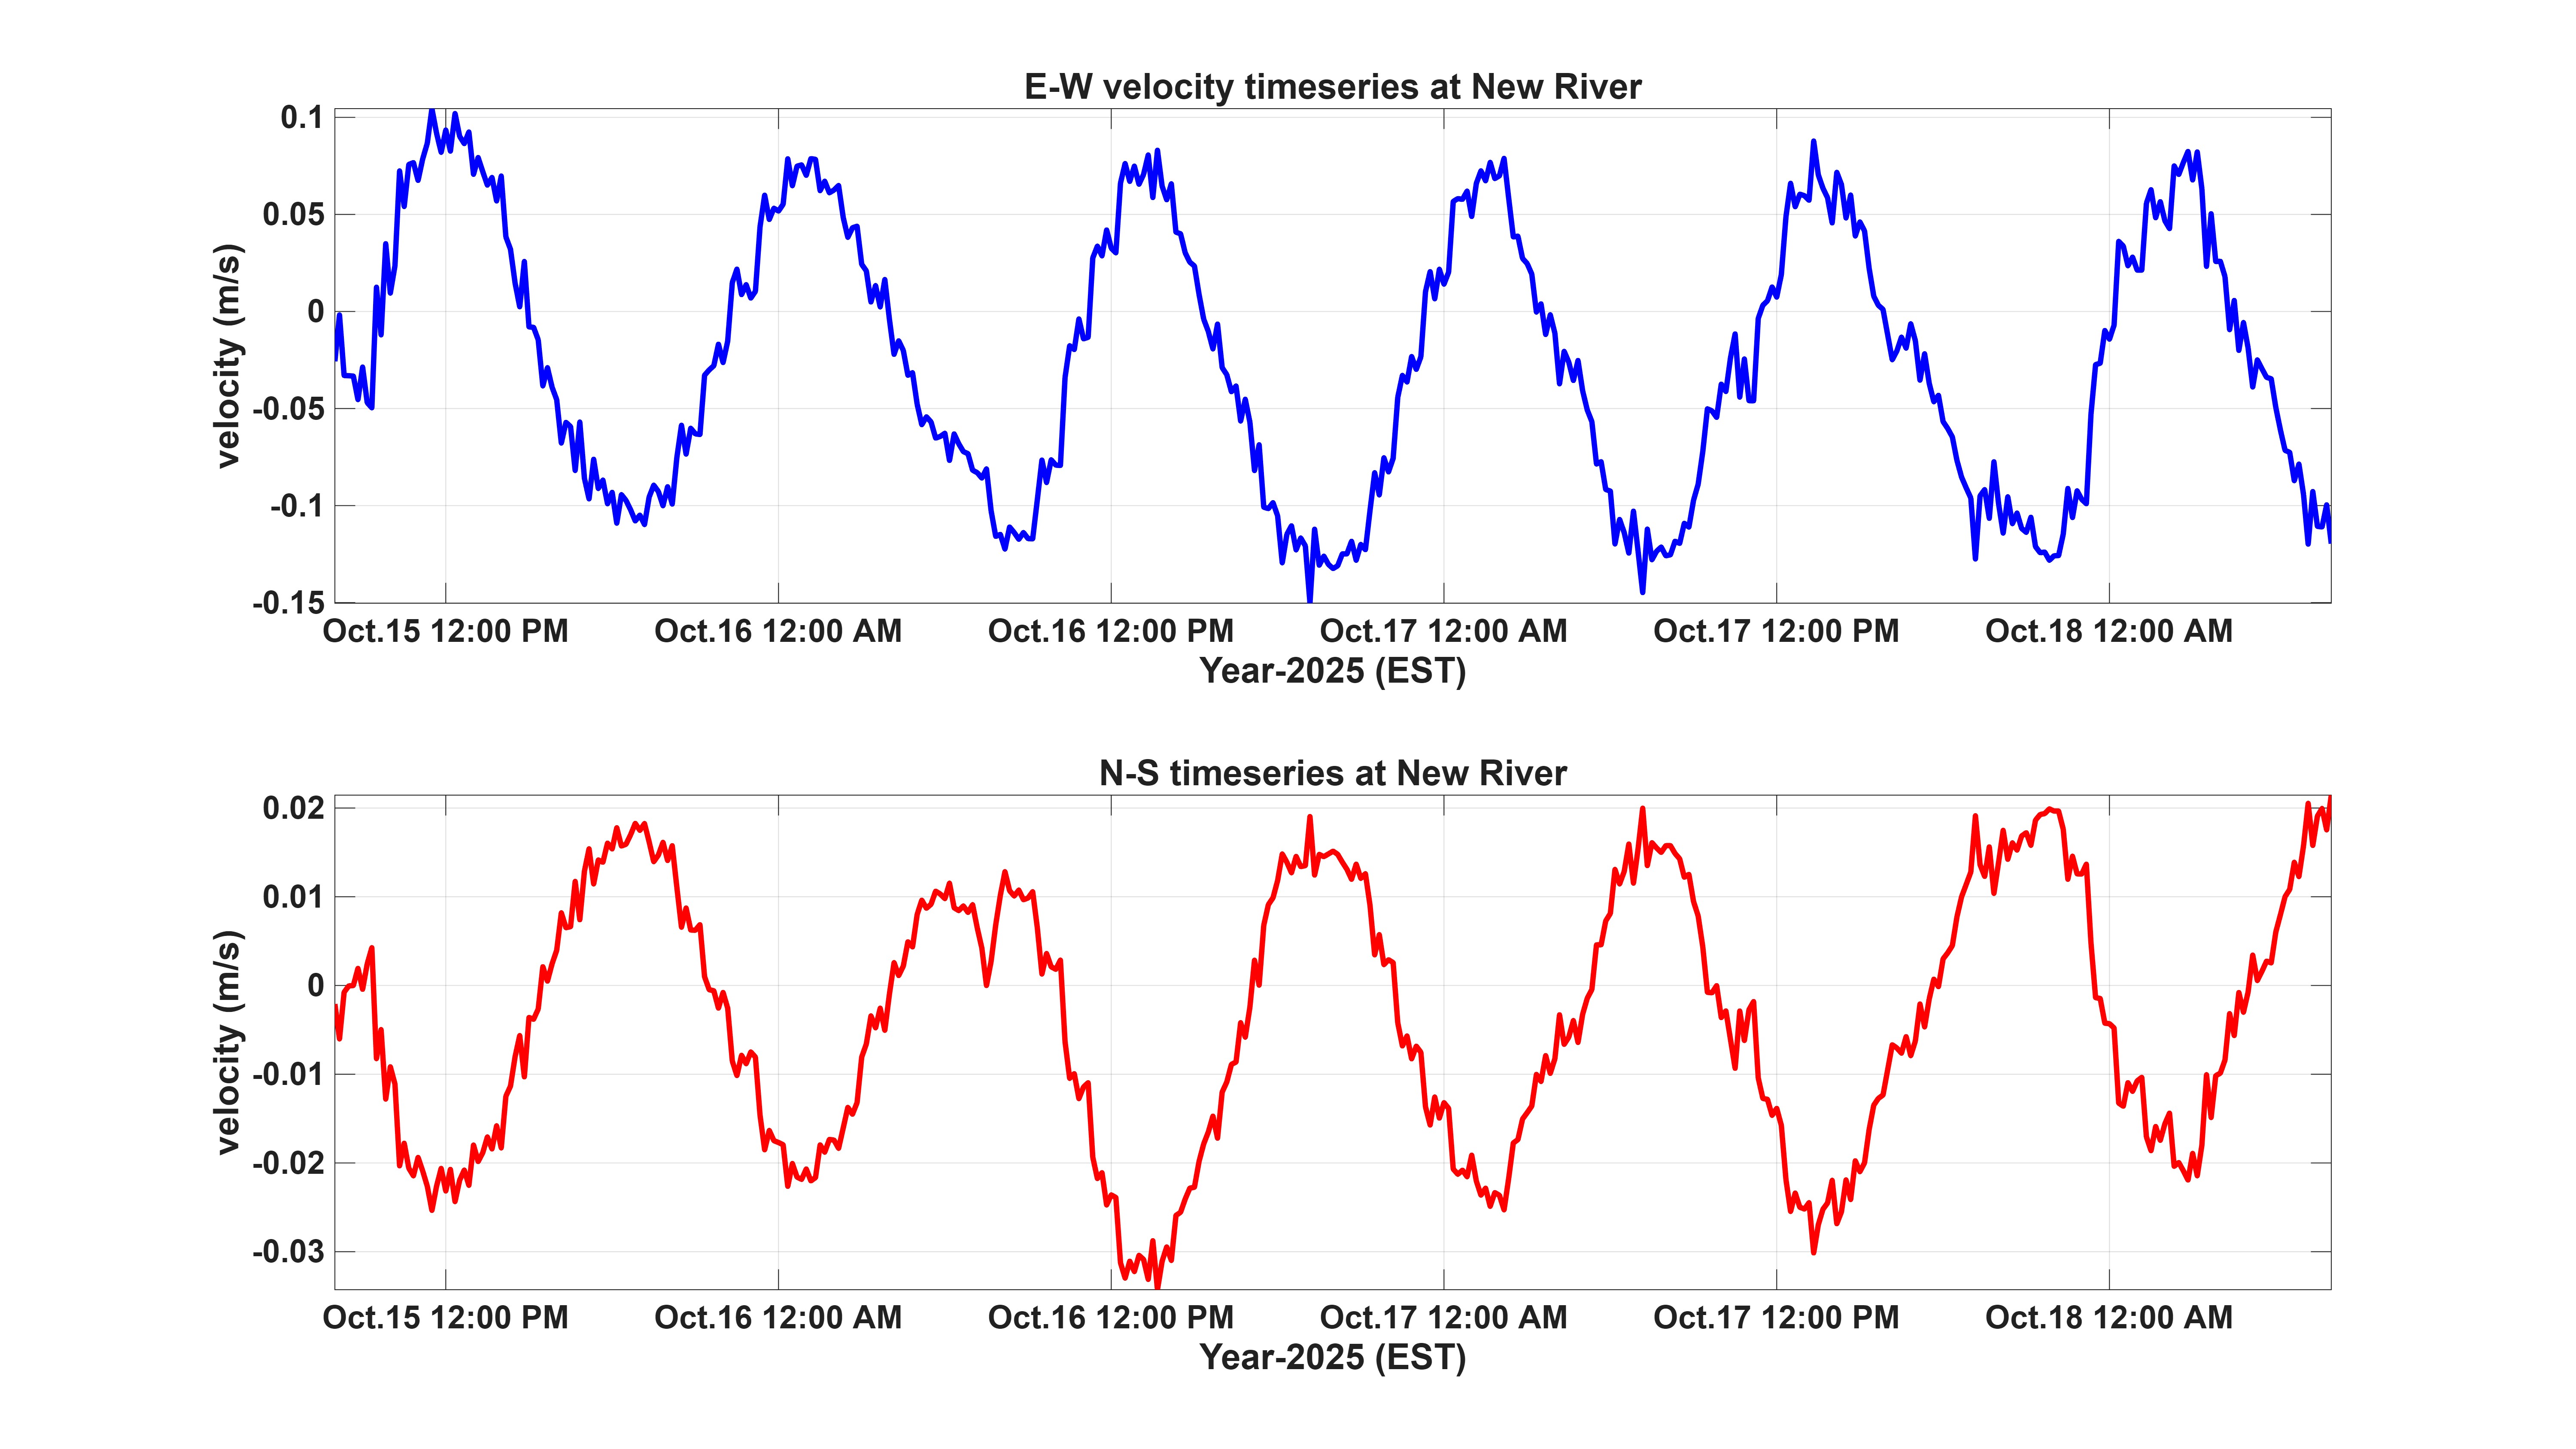 E-W velocity timeseries at New River
velocity (m/s)
0.1
0.05
0
-0.05
-0.1
-0.15
Oct.15 12:00 PM Oct.16 12:00 AM Oct.16 12:00 PM Oct.17 12:00 AM Oct.17 12:00 PM Oct.18 12:00 AM
Year-2025 (EST)
N-S timeseries at New River
velocity (m/s)
0.02
0.01
0
-0.01
-0.02
-0.03
Oct.15 12:00 PM Oct.16 12:00 AM Oct.16 12:00 PM Oct.17 12:00 AM Oct.17 12:00 PM Oct.18 12:00 AM
Year-2025 (EST)